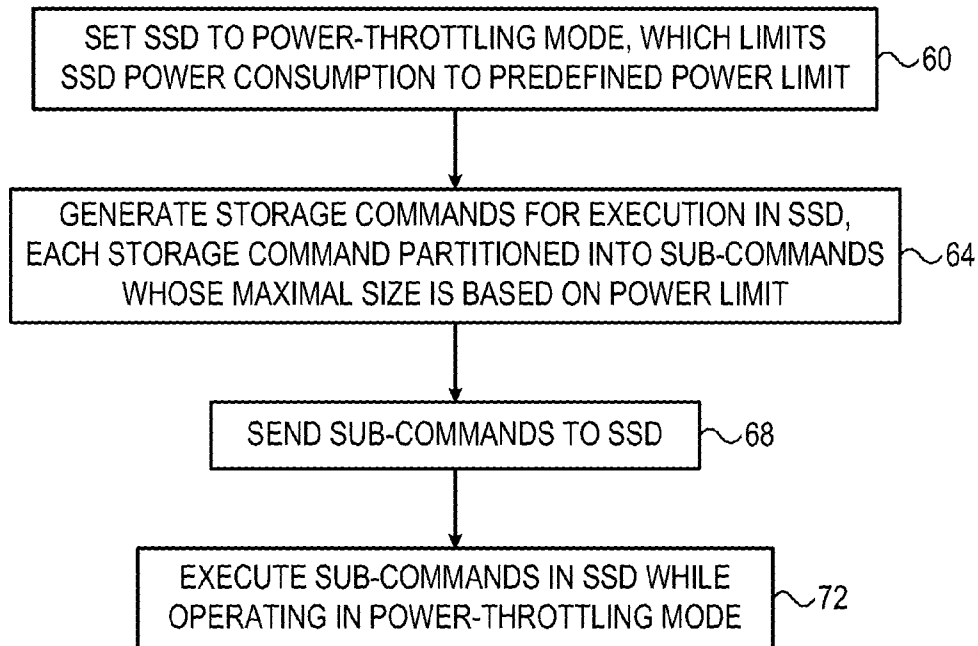 SET SSD TO POWER-THROTTLING MODE, WHICH LIMITS
SSD POWER CONSUMPTION TO PREDEFINED POWER LIMIT
60
GENERATE STORAGE COMMANDS FOR EXECUTION IN SSD,
EACH STORAGE COMMAND PARTITIONED INTO SUB-COMMANDS
WHOSE MAXIMAL SIZE IS BASED ON POWER LIMIT
64
SEND SUB-COMMANDS TO SSD
68
EXECUTE SUB-COMMANDS IN SSD WHILE
OPERATING IN POWER-THROTTLING MODE
72